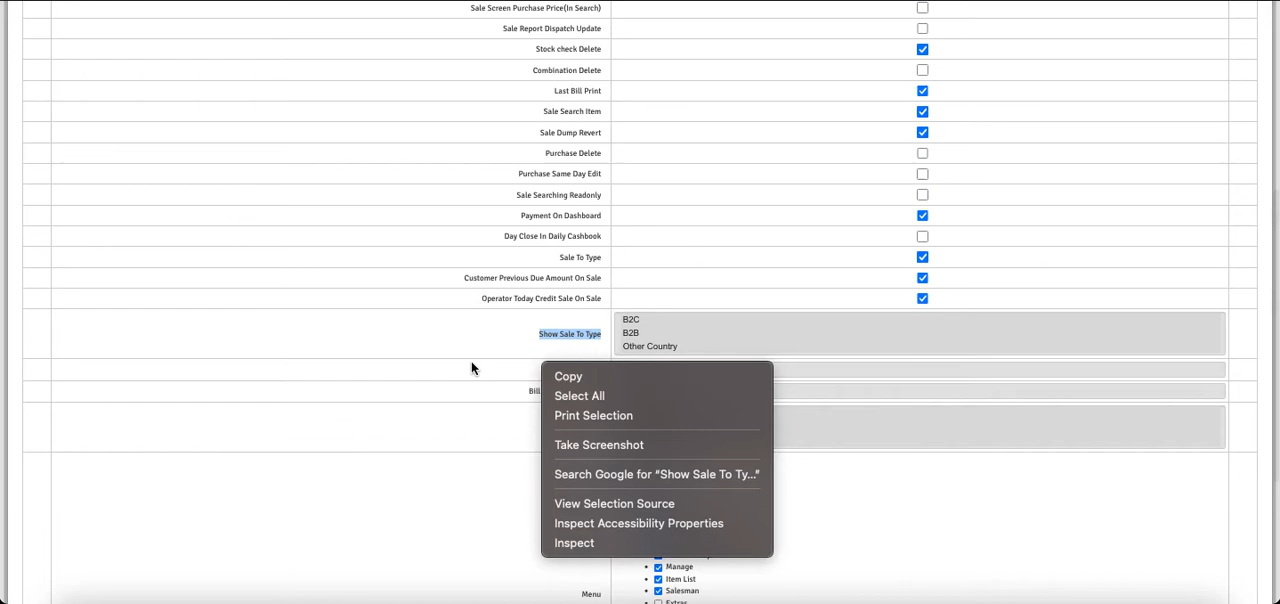 Sale Screen Purchase Price(In Search)
Sale Report Dispatch Update
Stock check Delete
Combination Delete
Last Bill Print
Sale Search Item
Sale Dump Revert
Purchase Delete
Purchase Same Day Edit
Sale Searching Readonly
Payment On Dashboard
Day Close In Daily Cashbook
Sale To Type
Customer Previous Due Amount On Sale
Operator Today Credit Sale On Sale
Show Sale To Type
B2C
B2B
Other Country
Bill
Copy
Select All
Print Selection
Take Screenshot
Search Google for “Show Sale To Ty...”
View Selection Source
Inspect Accessibility Properties
Inspect
Manage
Item List
Salesman
Menu
Extras